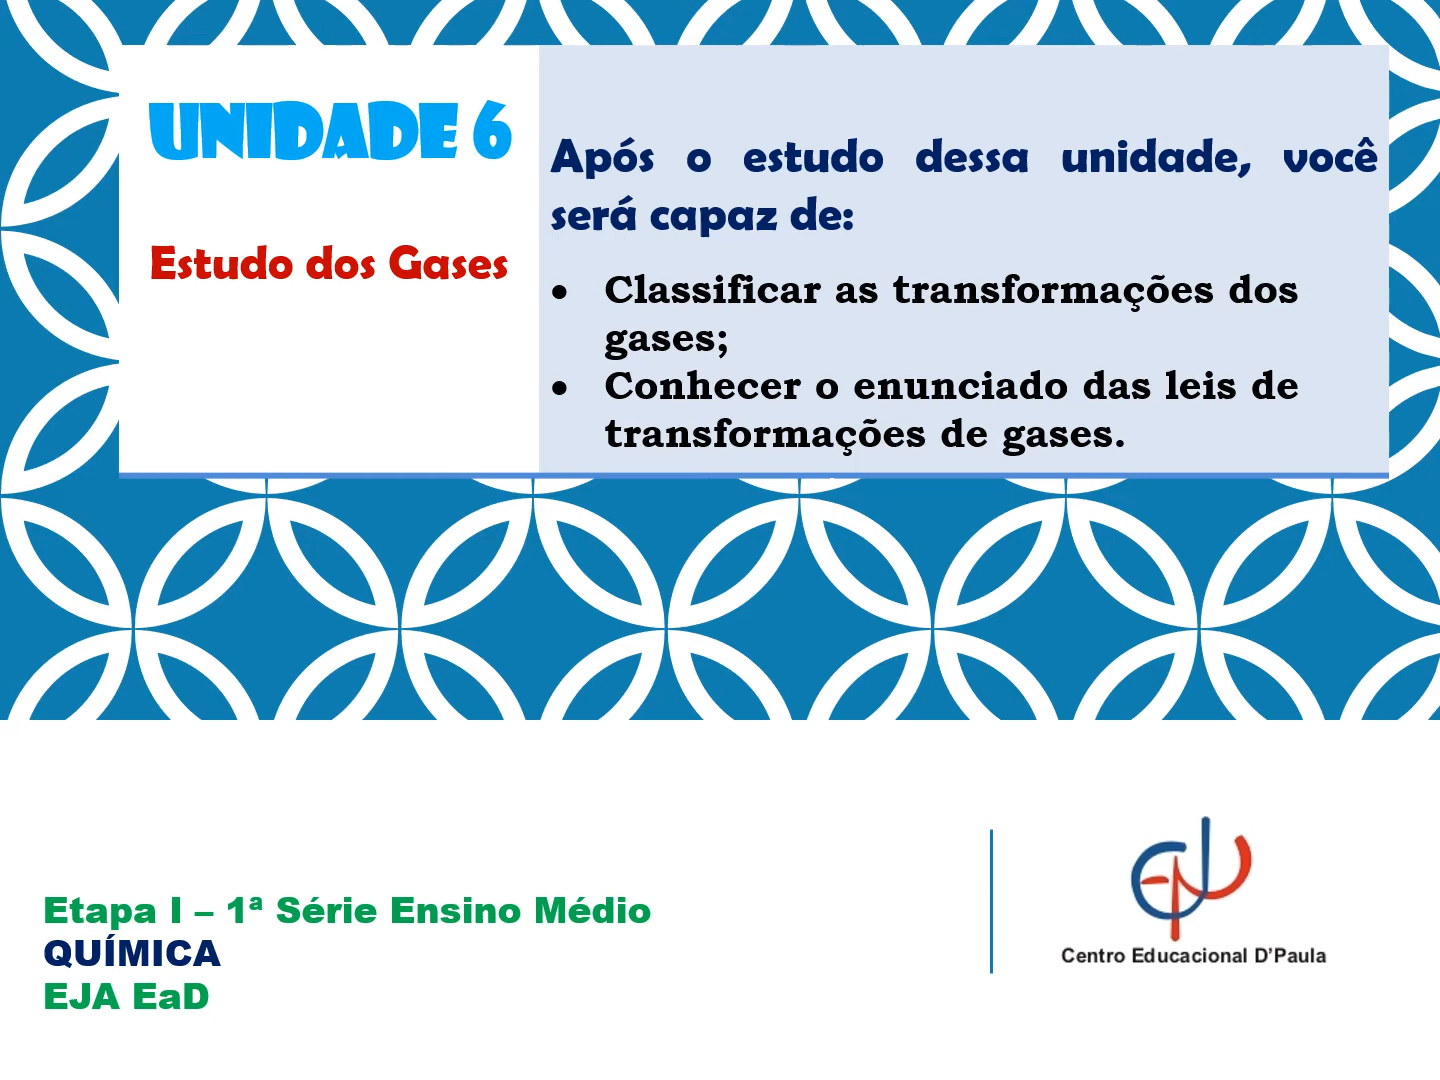 UNIDADE 6
Estudo dos Gases
Após o estudo dessa unidade, você
será capaz de:
• Classificar as transformações dos
gases;
• Conhecer o enunciado das leis de
transformações de gases.
Etapa I – 1ª Série Ensino Médio
QUÍMICA
EJA EaD
Centro Educacional D’Paula